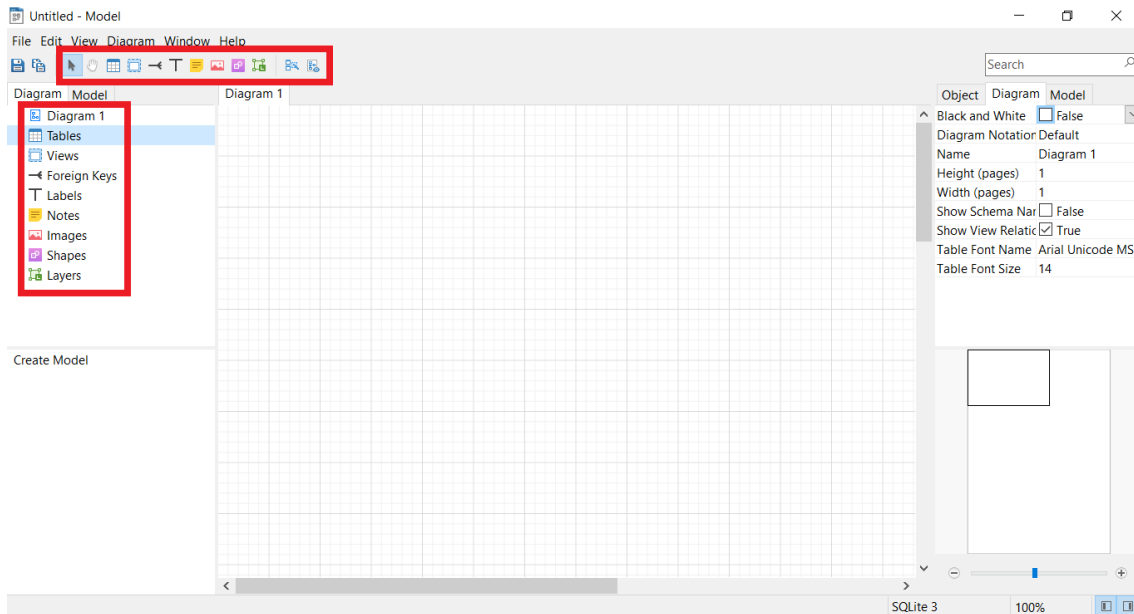 Untitled - Model
File Edit View Diagram Window Help
Search
Diagram Model
Diagram 1
Tables
Views
Foreign Keys
Labels
Notes
Images
Shapes
Layers
Create Model
Diagram 1
Object Diagram Model
Black and White False
Diagram Notation Default
Name Diagram 1
Height (pages) 1
Width (pages) 1
Show Schema Nar False
Show View Relatic True
Table Font Name Arial Unicode MS
Table Font Size 14
SQLite 3 100%